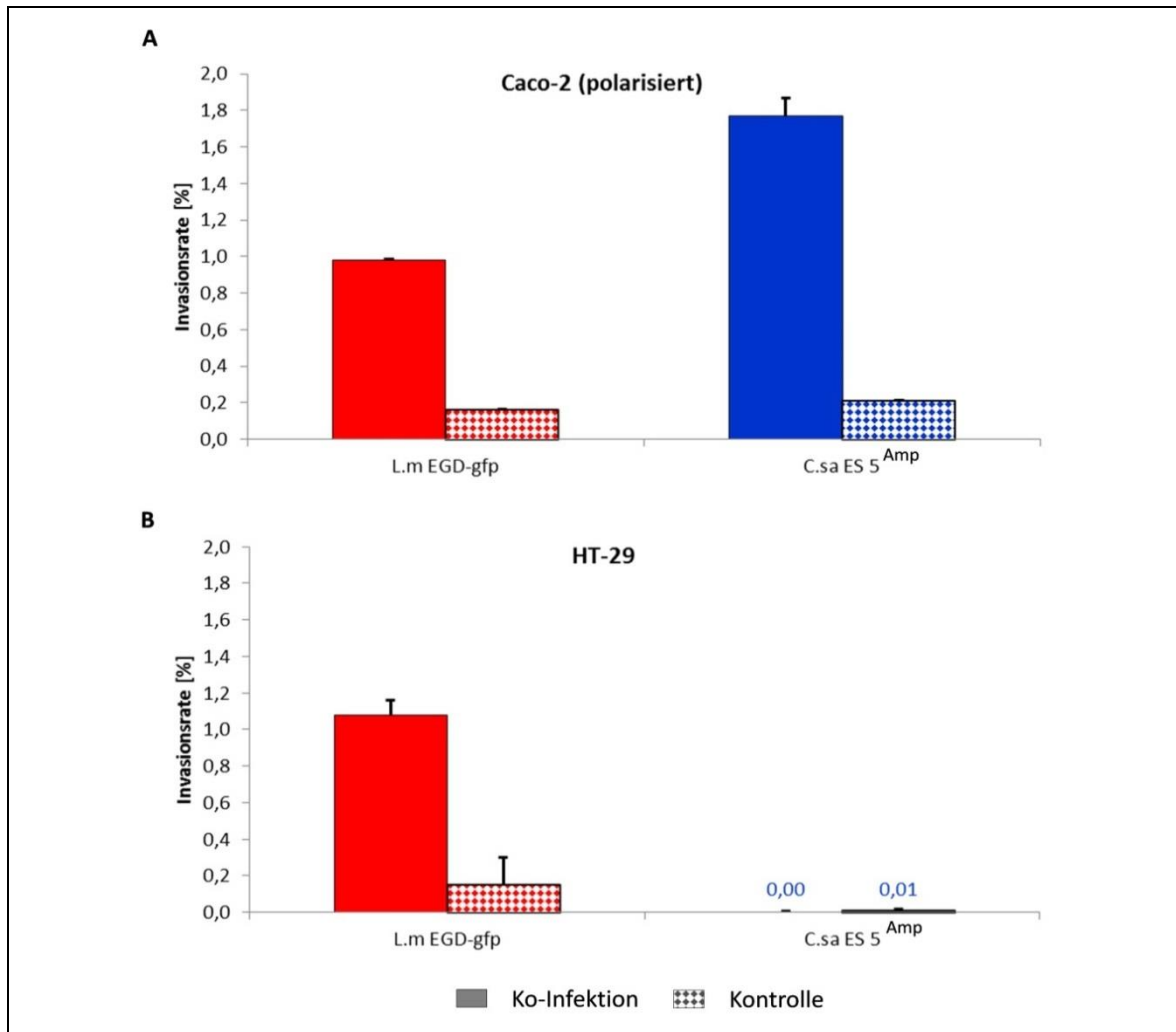 A
Caco-2 (polarisiert)
Invasionsrate [%]
2,0
1,8
1,6
1,4
1,2
1,0
0,8
0,6
0,4
0,2
0,0
L.m EGD-gfp
C.sa ES 5 Amp
B
HT-29
Invasionsrate [%]
2,0
1,8
1,6
1,4
1,2
1,0
0,8
0,6
0,4
0,2
0,0
0,00
0,01
L.m EGD-gfp
C.sa ES 5 Amp
Ko-Infektion
Kontrolle